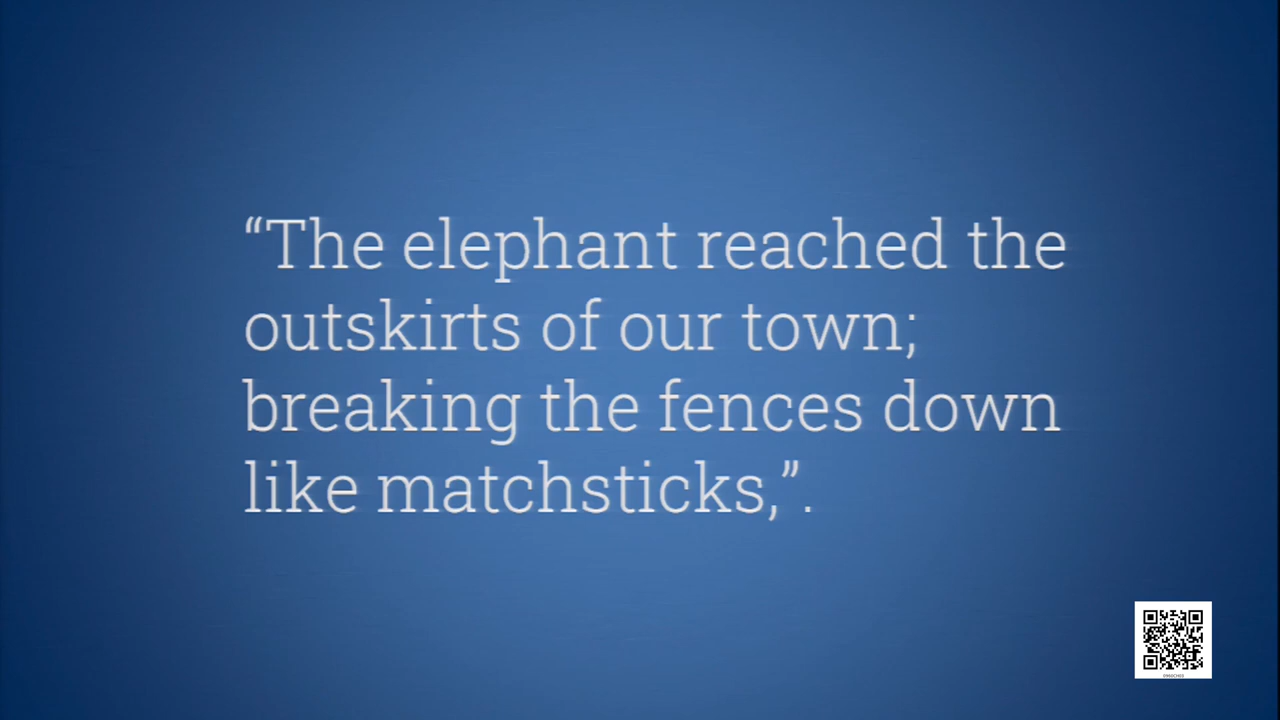 “The elephant reached the
outskirts of our town;
breaking the fences down
like matchsticks,”.